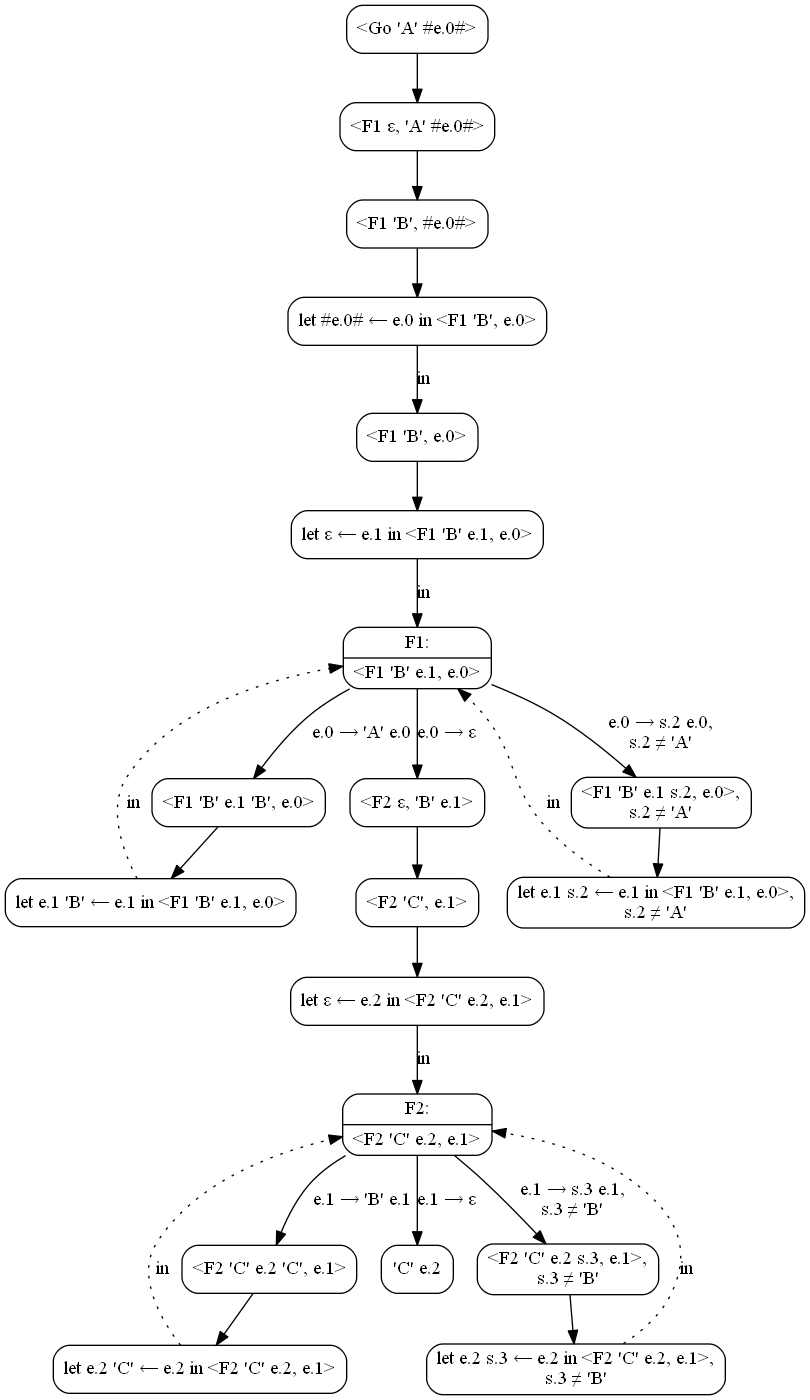 <Go 'A' #e.0#>
<F1 ε, 'A' #e.0#>
<F1 'B', #e.0#>
let #e.0# ← e.0 in <F1 'B', e.0>
in
<F1 'B', e.0>
let ε ← e.1 in <F1 'B' e.1, e.0>
in
F1:
<F1 'B' e.1, e.0>
e.0 → 'A' e.0
e.0 → ε
e.0 → s.2 e.0,
s.2 ≠ 'A'
in
<F1 'B' e.1 'B', e.0>
<F2 ε, 'B' e.1>
in
<F1 'B' e.1 s.2, e.0>,
s.2 ≠ 'A'
let e.1 'B' ← e.1 in <F1 'B' e.1, e.0>
<F2 'C', e.1>
let e.1 s.2 ← e.1 in <F1 'B' e.1, e.0>,
s.2 ≠ 'A'
let ε ← e.2 in <F2 'C' e.2, e.1>
in
F2:
<F2 'C' e.2, e.1>
e.1 → 'B' e.1
e.1 → ε
e.1 → s.3 e.1,
s.3 ≠ 'B'
in
<F2 'C' e.2 'C', e.1>
'C' e.2
<F2 'C' e.2 s.3, e.1>,
s.3 ≠ 'B'
in
let e.2 'C' ← e.2 in <F2 'C' e.2, e.1>
let e.2 s.3 ← e.2 in <F2 'C' e.2, e.1>,
s.3 ≠ 'B'